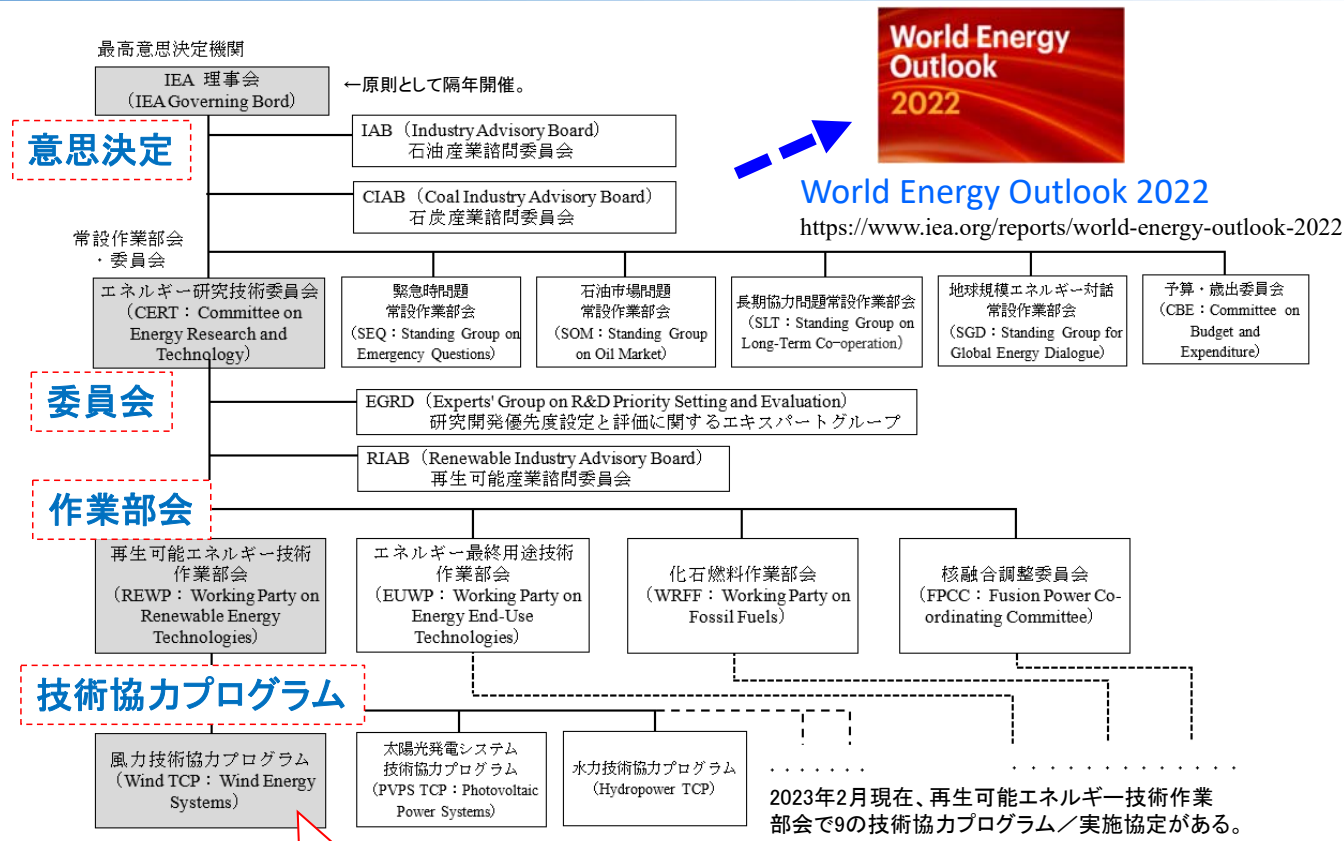 最高意思決定機関
IEA 理事会
(IEA Governing Bord)
←原則として隔年開催。
意思決定
IAB (Industry Advisory Board)
石油産業諮問委員会
CIAB (Coal Industry Advisory Board)
石炭産業諮問委員会
World Energy
Outlook
2022
World Energy Outlook 2022
https://www.iea.org/reports/world-energy-outlook-2022
常設作業部会
・委員会
エネルギー研究技術委員会
(CERT：Committee on
Energy Research and
Technology)
緊急時問題
常設作業部会
(SEQ：Standing Group on
Emergency Questions)
石油市場問題
常設作業部会
(SOM：Standing Group
on Oil Market)
長期協力問題常設作業部会
(SLT：Standing Group on
Long-Term Co-operation)
地球規模エネルギー対話
常設作業部会
(SGD：Standing Group for
Global Energy Dialogue)
予算・歳出委員会
(CBE：Committee on
Budget and
Expenditure)
委員会
EGRD (Experts' Group on R&D Priority Setting and Evaluation)
研究開発優先度設定と評価に関するエキスパートグループ
RIAB (Renewable Industry Advisory Board)
再生可能産業諮問委員会
作業部会
再生可能エネルギー技術
作業部会
(REWP：Working Party on
Renewable Energy
Technologies)
エネルギー最終用途技術
作業部会
(EUWP：Working Party on
Energy End-Use
Technologies)
化石燃料作業部会
(WRFF：Working Party on
Fossil Fuels)
核融合調整委員会
(FPCC：Fusion Power Co-
ordinating Committee)
技術協力プログラム
風力技術協力プログラム
(Wind TCP：Wind Energy
Systems)
太陽光発電システム
技術協力プログラム
(PVPS TCP：Photovoltaic
Power Systems)
水力技術協力プログラム
(Hydropower TCP)
. . . . . . .
. . . . . . . . . . . . .
2023年2月現在、再生可能エネルギー技術作業
部会で9の技術協力プログラム／実施協定がある。